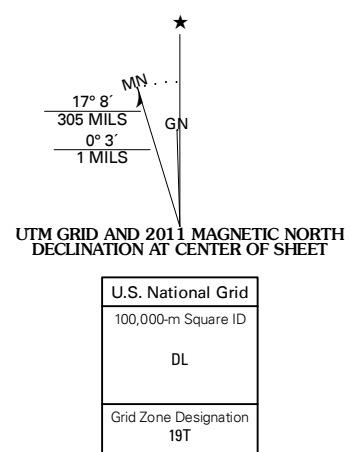 MN
GN
17° 8´
305 MILS
0° 3´
1 MILS
UTM GRID AND 2011 MAGNETIC NORTH
DECLINATION AT CENTER OF SHEET
U.S. National Grid
100,000-m Square ID
DL
Grid Zone Designation
19T